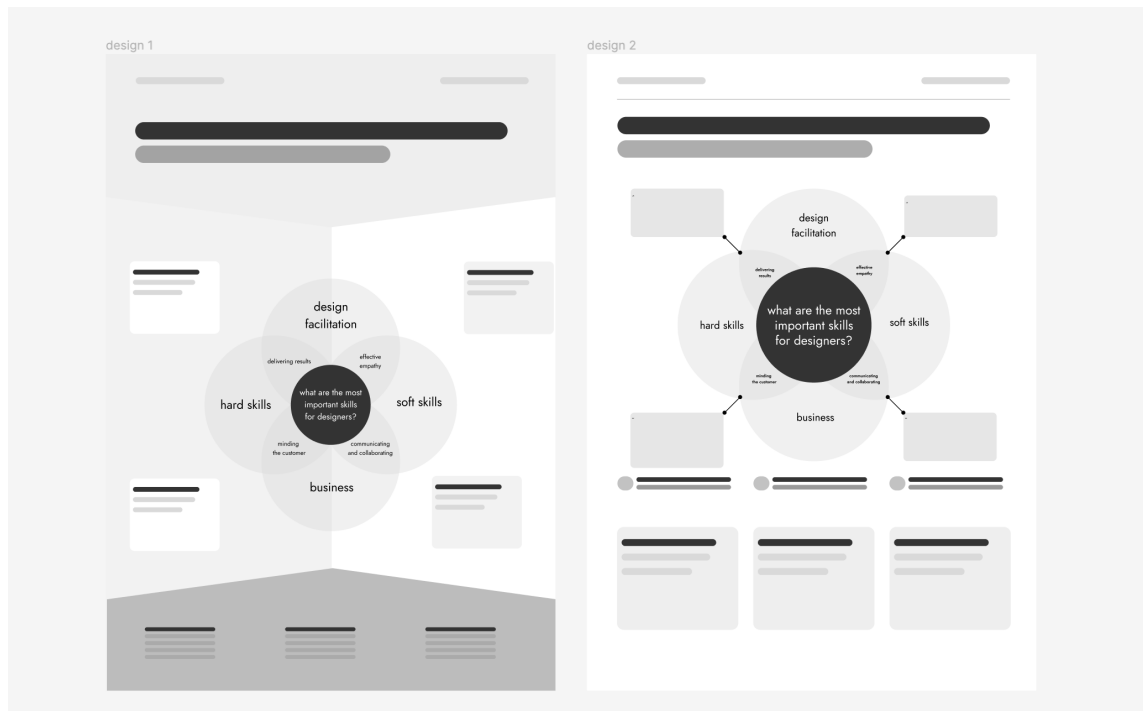 design 1
design
facilitation
delivering results
effective
empathy
hard skills
what are the most
important skills
for designers?
soft skills
minding
the customer
communicating
and collaborating
business
design 2
design
facilitation
delivering
results
effective
empathy
hard skills
what are the most
important skills
for designers?
soft skills
minding
the customer
communicating
and collaborating
business